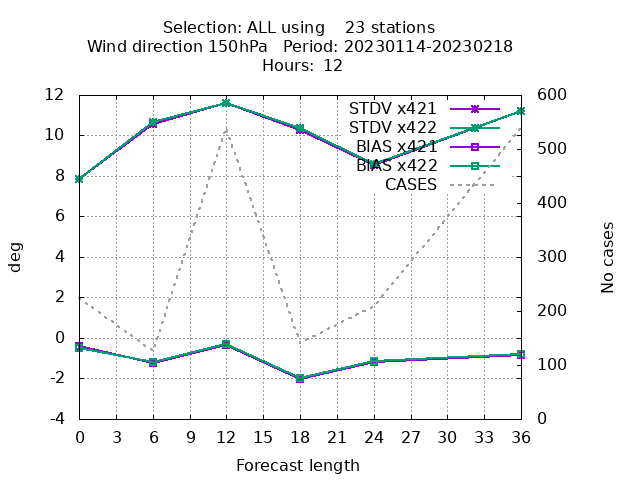 Selection: ALL using    23 stations
Wind direction 150hPa   Period: 20230114-20230218
Hours:  12
12
10
8
6
4
2
0
-2
-4
deg
600
500
400
300
200
100
0
No cases
STDV x421
STDV x422
BIAS x421
BIAS x422
CASES
0 3 6 9 12 15 18 21 24 27 30 33 36
Forecast length